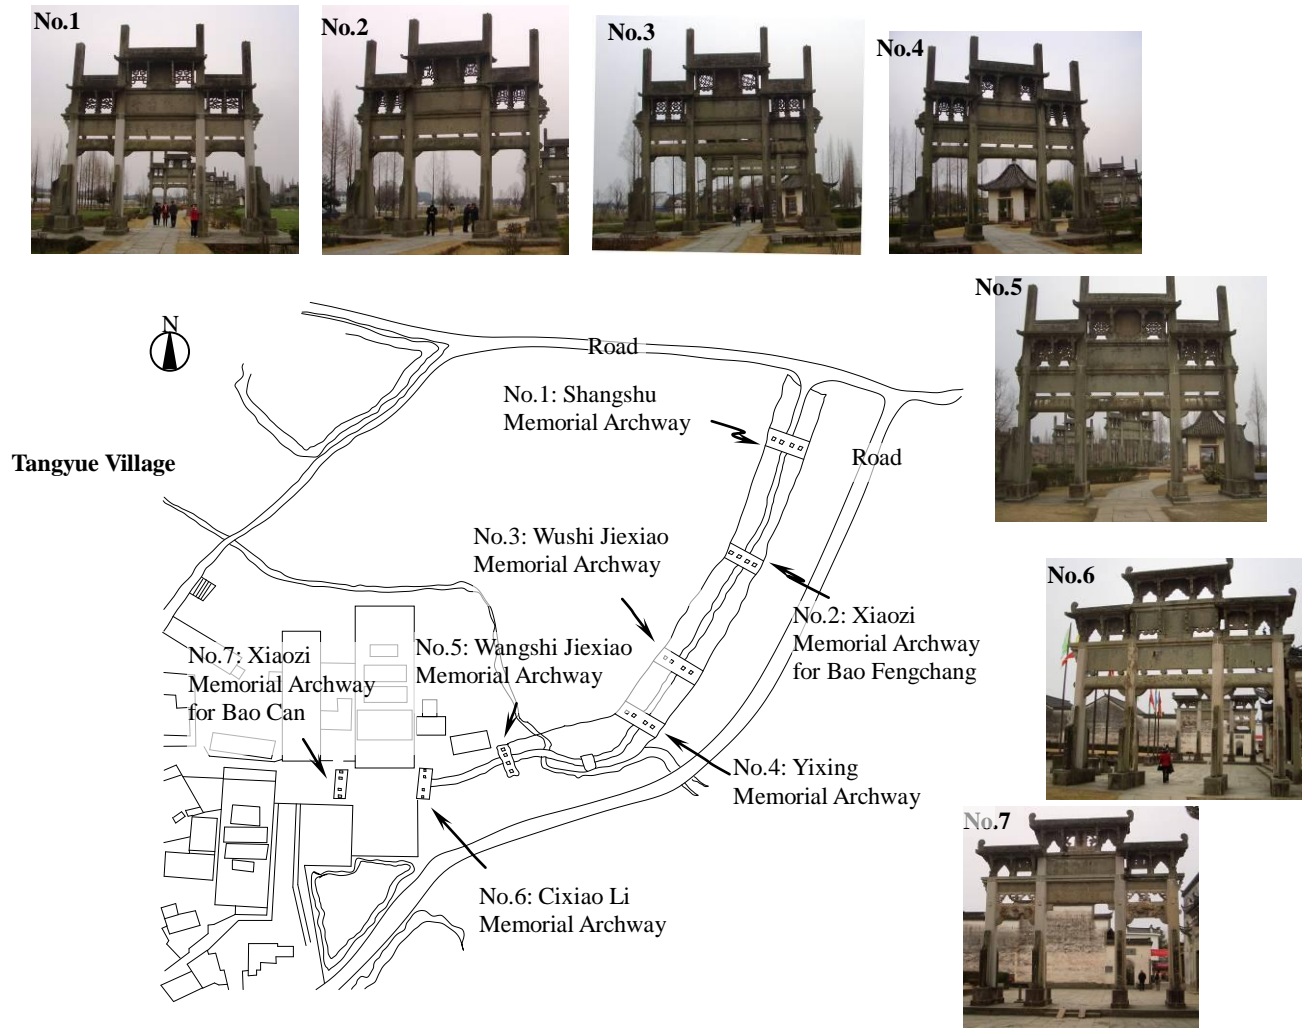 No.1
No.2
No.3
No.4
No.5
N
Road
No.1: Shangshu
Memorial Archway
Tangyue Village
Road
No.3: Wushi Jiexiao
Memorial Archway
No.6
No.2: Xiaozi
Memorial Archway
for Bao Fengchang
No.5: Wangshi Jiexiao
Memorial Archway
No.7: Xiaozi
Memorial Archway
for Bao Can
No.4: Yixing
Memorial Archway
No.7
No.6: Cixiao Li
Memorial Archway